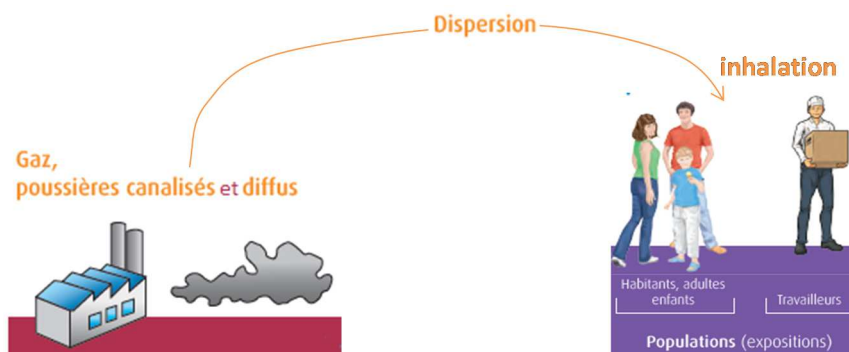 Dispersion
inhalation
Gaz,
poussières canalisés et diffus
Habitants, adultes
enfants
Travailleurs
Populations (expositions)